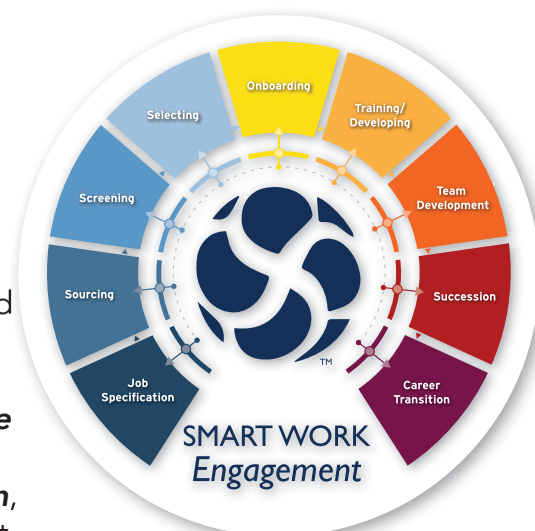 Onboarding
Selecting
Training/
Developing
Screening
Team
Development
Sourcing
d
Succession
TM
Job
Specification
Career
Transition
e
SMART WORK
Engagement
n,